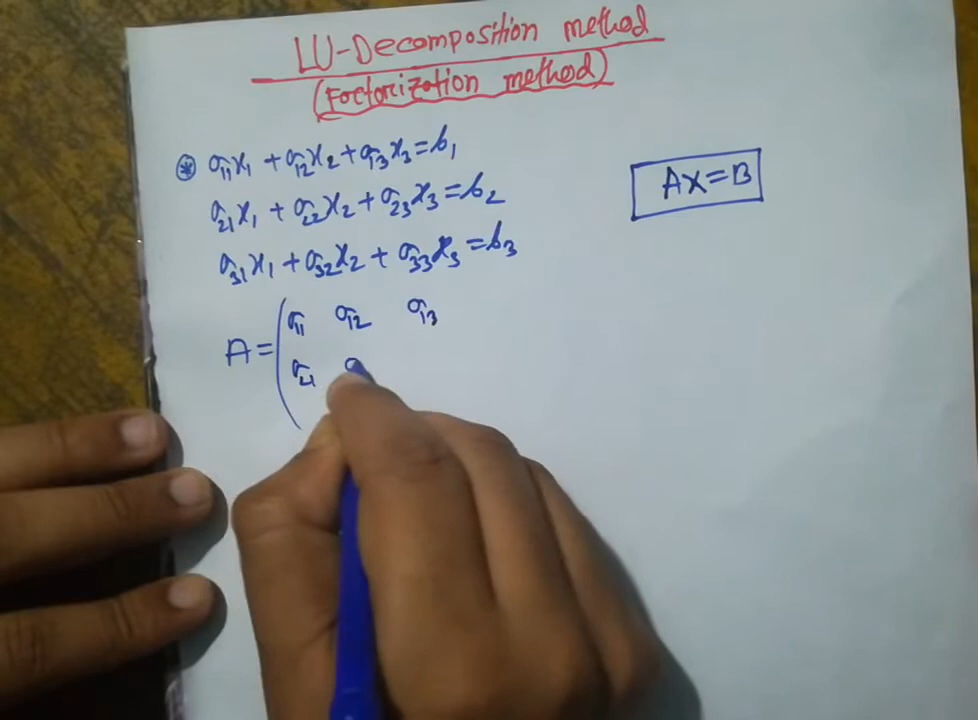 LU-Decomposition method
(Factorization method)
* a11x1 + a12x2 + a13x3 = b1
AX = B
a21x1 + a22x2 + a23x3 = b2
a31x1 + a32x2 + a33x3 = b3
a11 a12 a13
A = (
a21 a